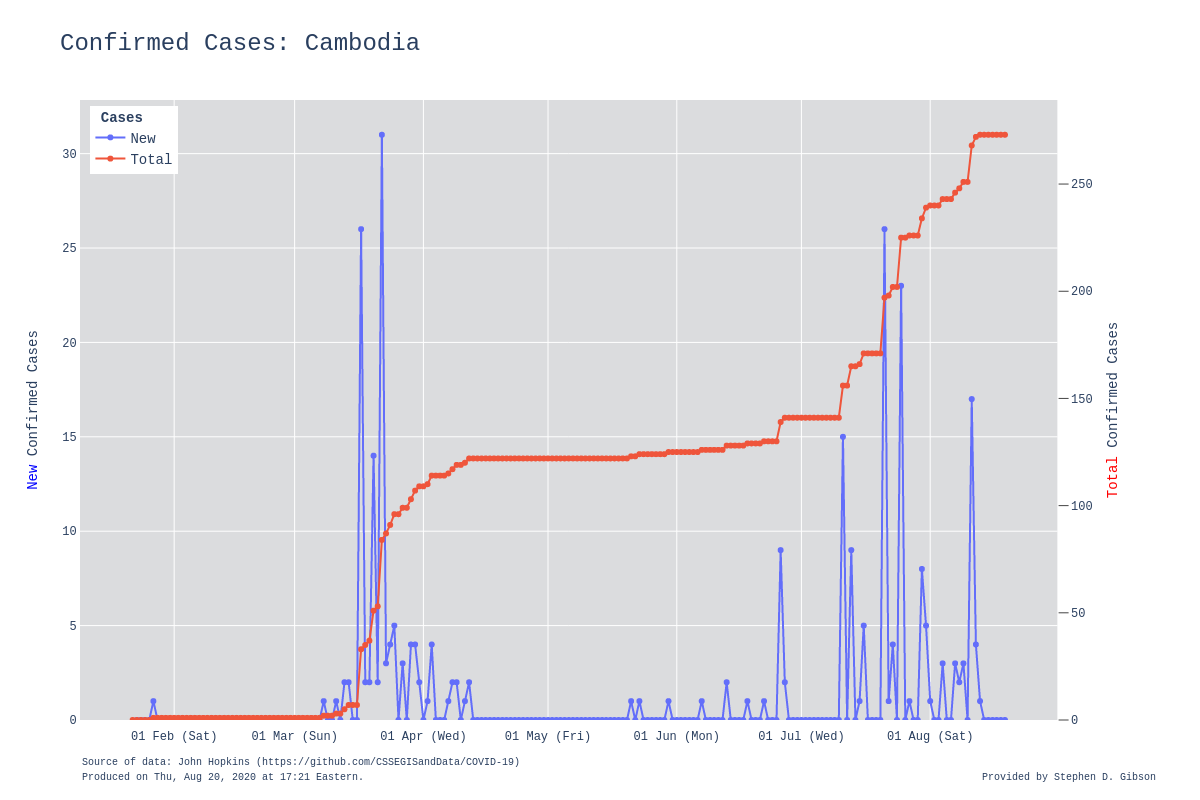 Confirmed Cases: Cambodia
Cases
New
Total
30
25
20
15
10
5
0
250
200
150
100
50
0
New Confirmed Cases
Total Confirmed Cases
01 Feb (Sat) 01 Mar (Sun) 01 Apr (Wed) 01 May (Fri) 01 Jun (Mon) 01 Jul (Wed) 01 Aug (Sat)
Source of data: John Hopkins (https://github.com/CSSEGISandData/COVID-19)
Produced on Thu, Aug 20, 2020 at 17:21 Eastern.
Provided by Stephen D. Gibson